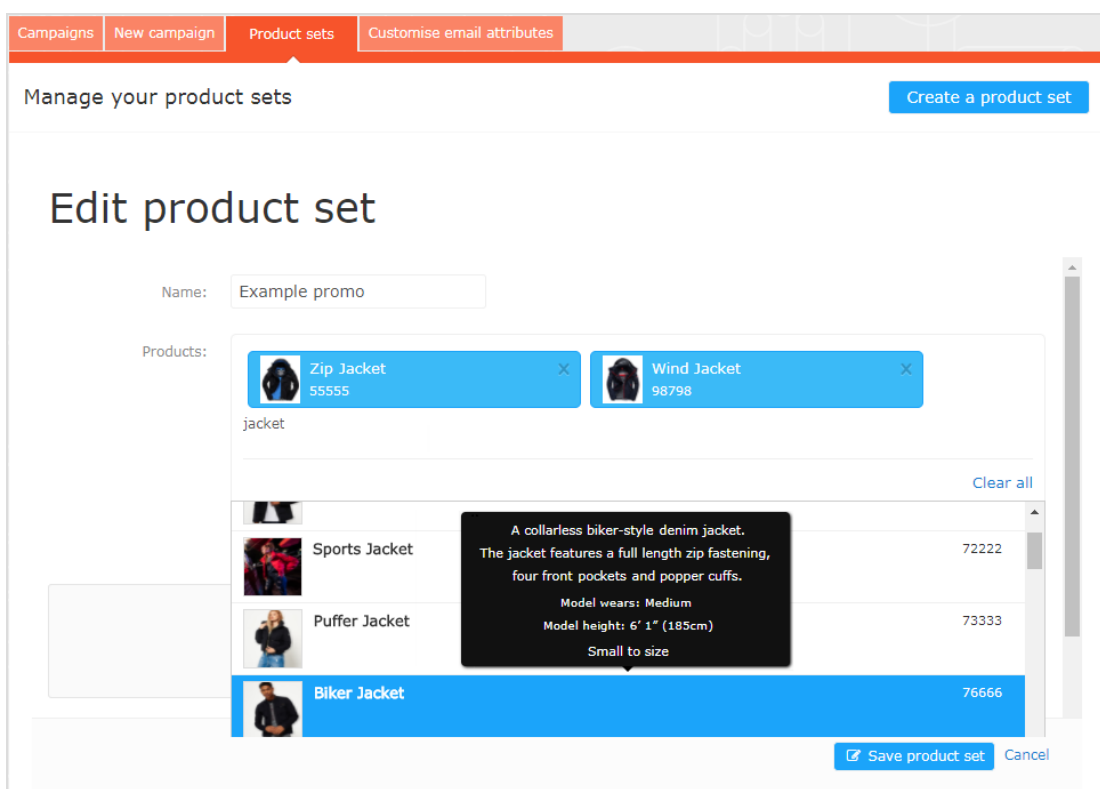 Campaigns
New campaign
Product sets
Customise email attributes
Manage your product sets
Create a product set
Edit product set
Name:
Example promo
Products:
Zip Jacket
x
55555
Wind Jacket
x
98798
jacket
Clear all
A collarless biker-style denim jacket.
The jacket features a full length zip fastening,
four front pockets and popper cuffs.
Model wears: Medium
Model height: 6′ 1″ (185cm)
Small to size
Sports Jacket
72222
Puffer Jacket
73333
Biker Jacket
76666
Save product set
Cancel